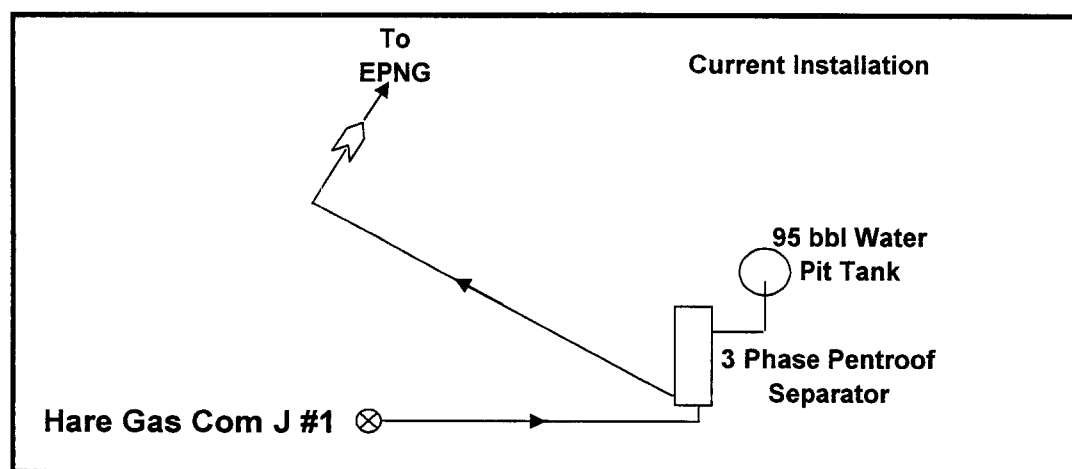 To
EPNG
Current Installation
95 bbl Water
Pit Tank
3 Phase Pentroof
Separator
Hare Gas Com J #1